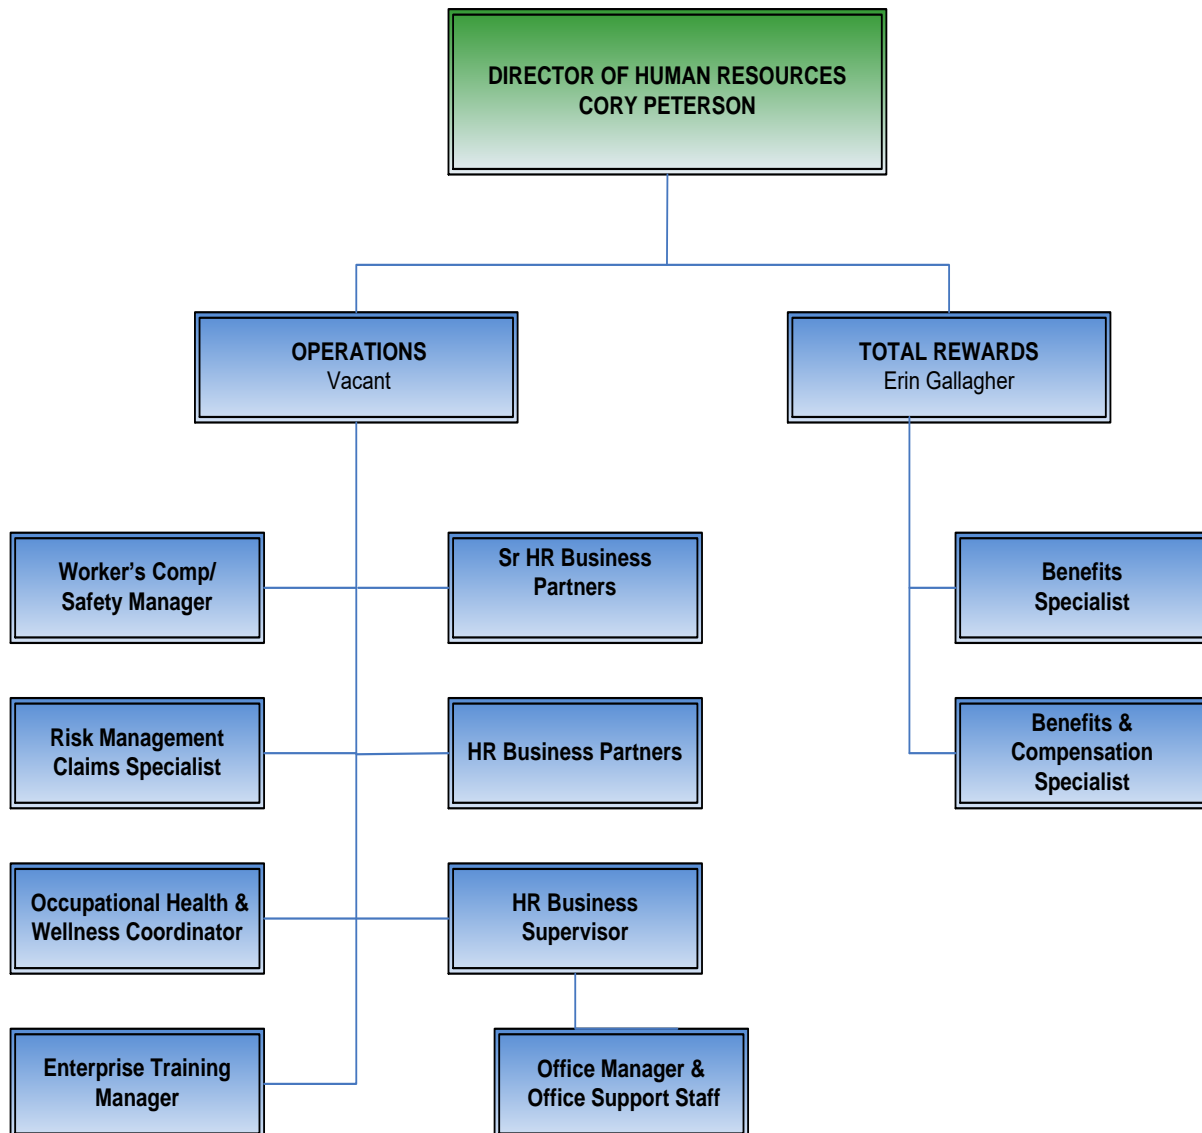 DIRECTOR OF HUMAN RESOURCES
CORY PETERSON
OPERATIONS
Vacant
TOTAL REWARDS
Erin Gallagher
Worker’s Comp/
Safety Manager
Sr HR Business
Partners
Benefits
Specialist
Risk Management
Claims Specialist
HR Business Partners
Benefits &
Compensation
Specialist
Occupational Health &
Wellness Coordinator
HR Business
Supervisor
Enterprise Training
Manager
Office Manager &
Office Support Staff